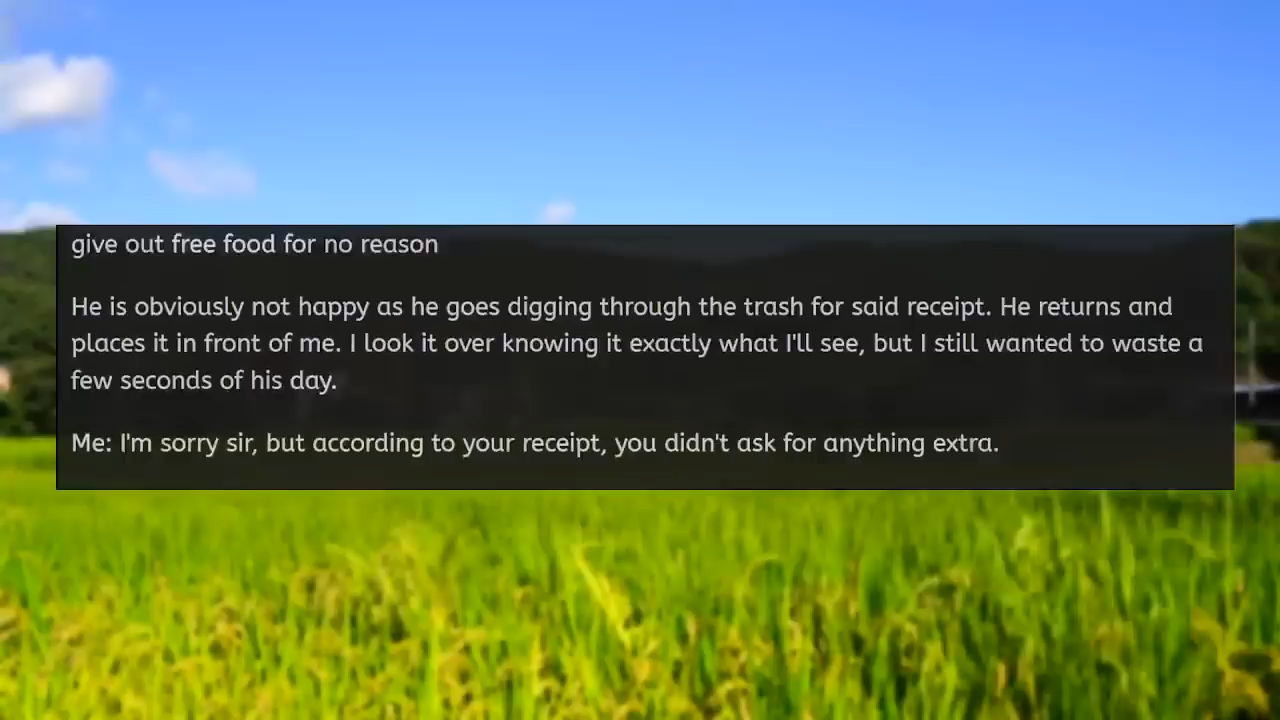 give out free food for no reason
He is obviously not happy as he goes digging through the trash for said receipt. He returns and
places it in front of me. I look it over knowing it exactly what I'll see, but I still wanted to waste a
few seconds of his day.
Me: I'm sorry sir, but according to your receipt, you didn't ask for anything extra.